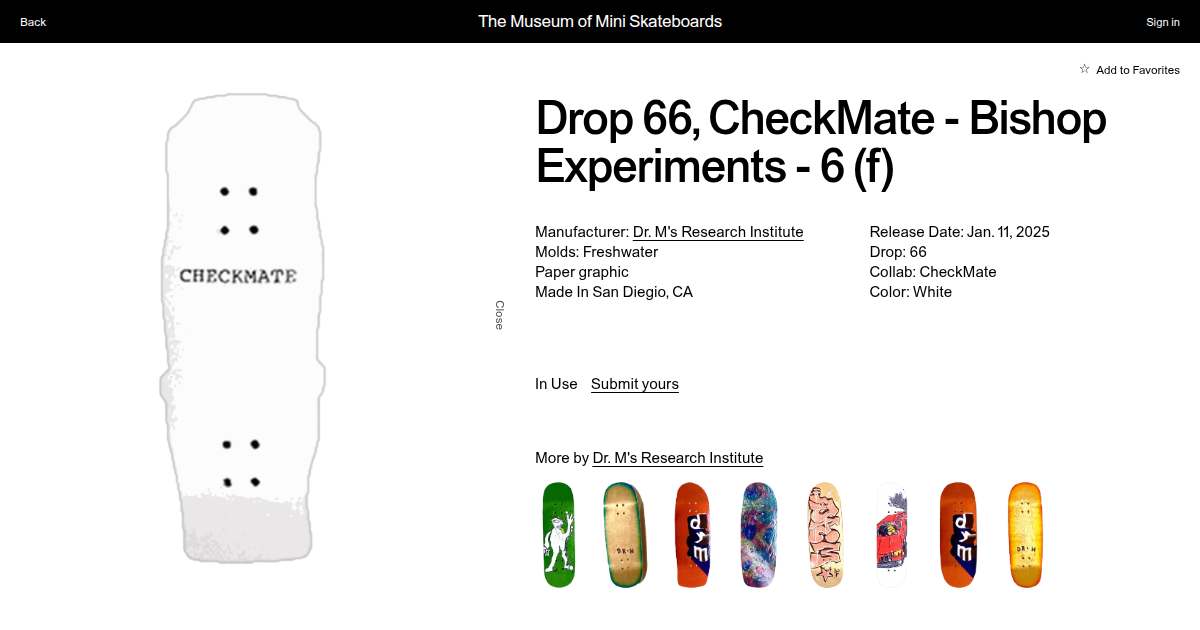 Back
The Museum of Mini Skateboards
Sign in
☆ Add to Favorites
CHECKMATE
Close
Drop 66, CheckMate - Bishop
Experiments - 6 (f)
Manufacturer: Dr. M's Research Institute
Molds: Freshwater
Paper graphic
Made In San Diegio, CA
Release Date: Jan. 11, 2025
Drop: 66
Collab: CheckMate
Color: White
In Use Submit yours
More by Dr. M's Research Institute